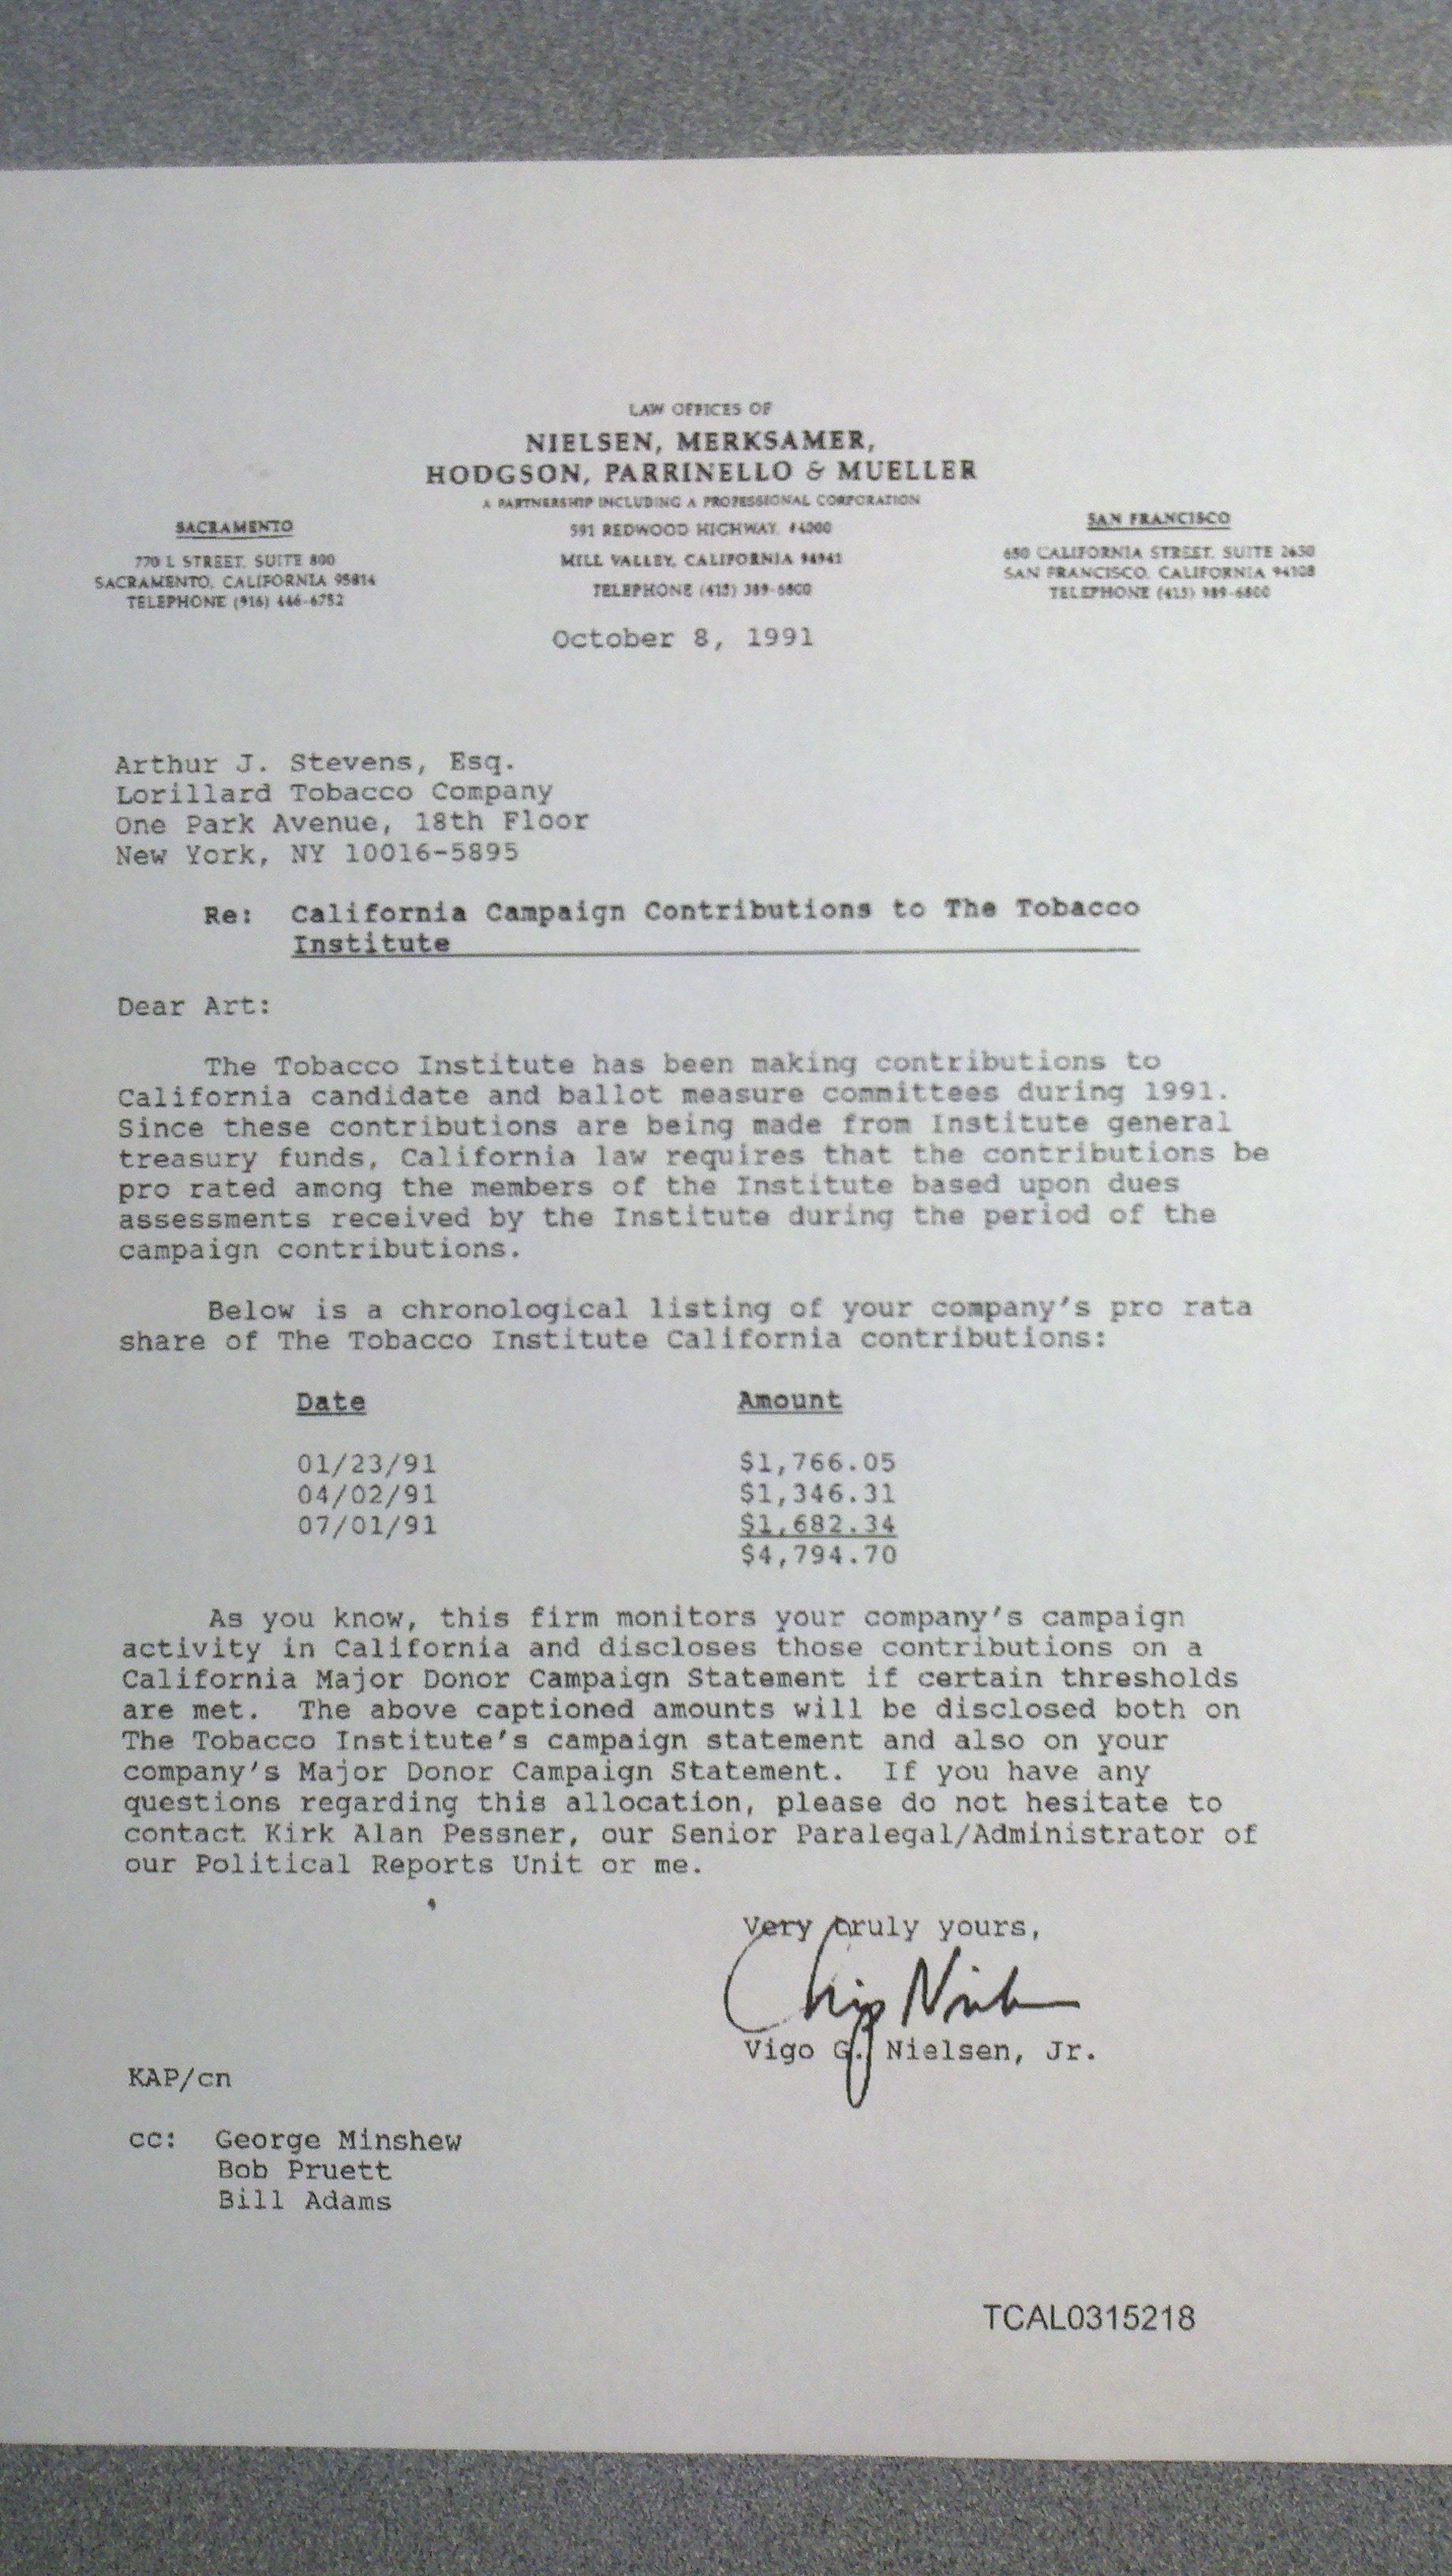 LAW OFFICES OF
NIELSEN, MERKSAMER,
HODGSON, PARRINELLO & MUELLER
A PARTNERSHIP INCLUDING A PROFESSIONAL CORPORATION
591 REDWOOD HIGHWAY, #4000
MILL VALLEY, CALIFORNIA 94941
TELEPHONE (415) 389-6800
SACRAMENTO
770 L STREET, SUITE 800
SACRAMENTO, CALIFORNIA 95814
TELEPHONE (916) 446-6752
SAN FRANCISCO
650 CALIFORNIA STREET, SUITE 2650
SAN FRANCISCO, CALIFORNIA 94108
TELEPHONE (415) 989-6800
October 8, 1991
Arthur J. Stevens, Esq.
Lorillard Tobacco Company
One Park Avenue, 18th Floor
New York, NY 10016-5895
Re: California Campaign Contributions to The Tobacco
Institute
Dear Art:
The Tobacco Institute has been making contributions to
California candidate and ballot measure committees during 1991.
Since these contributions are being made from Institute general
treasury funds, California law requires that the contributions be
pro rated among the members of the Institute based upon dues
assessments received by the Institute during the period of the
campaign contributions.
Below is a chronological listing of your company's pro rata
share of The Tobacco Institute California contributions:
Date Amount
01/23/91 $1,766.05
04/02/91 $1,346.31
07/01/91 $1,682.34
$4,794.70
As you know, this firm monitors your company's campaign
activity in California and discloses those contributions on a
California Major Donor Campaign Statement if certain thresholds
are met. The above captioned amounts will be disclosed both on
The Tobacco Institute's campaign statement and also on your
company's Major Donor Campaign Statement. If you have any
questions regarding this allocation, please do not hesitate to
contact Kirk Alan Pessner, our Senior Paralegal/Administrator of
our Political Reports Unit or me.
Very truly yours,
Chip Nielsen
Vigo G. Nielsen, Jr.
KAP/cn
cc: George Minshew
Bob Pruett
Bill Adams
TCAL0315218